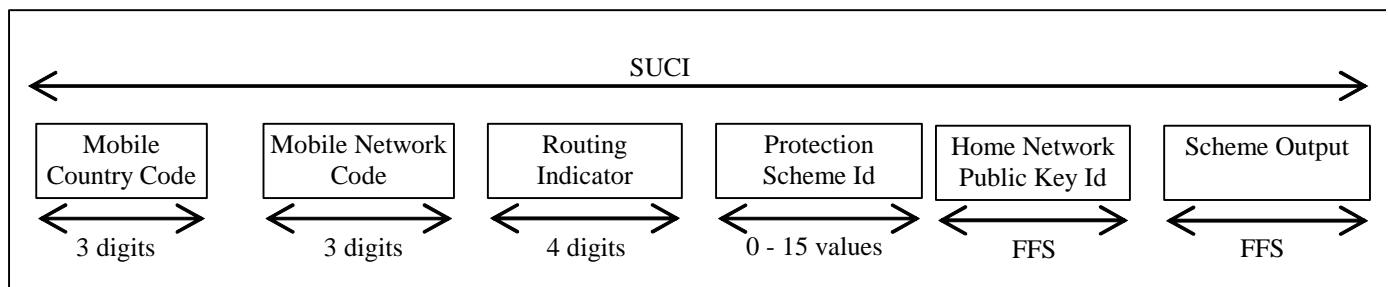 SUCI
Mobile
Country Code
Mobile Network
Code
Routing
Indicator
Protection
Scheme Id
Home Network
Public Key Id
Scheme Output
3 digits
3 digits
4 digits
0 - 15 values
FFS
FFS